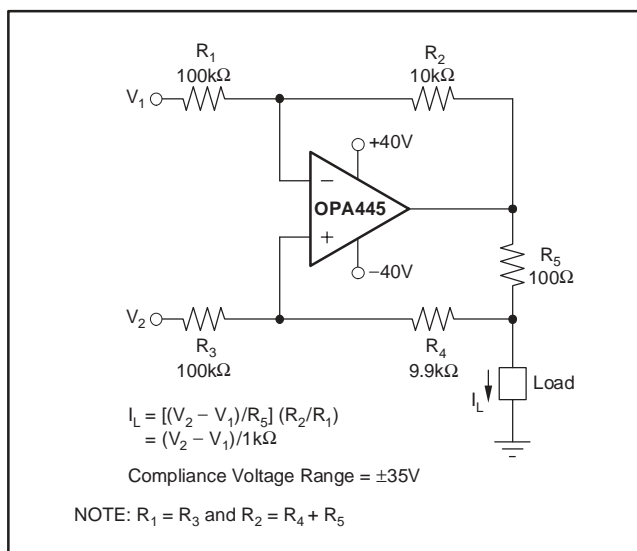 R1
100kΩ
R2
10kΩ
V1
+40V
−
OPA445
+
−40V
R5
100Ω
V2
R3
100kΩ
R4
9.9kΩ
IL
Load
IL = [(V2 − V1)/R5] (R2/R1)
= (V2 − V1)/1kΩ
Compliance Voltage Range = ±35V
NOTE: R1 = R3 and R2 = R4 + R5